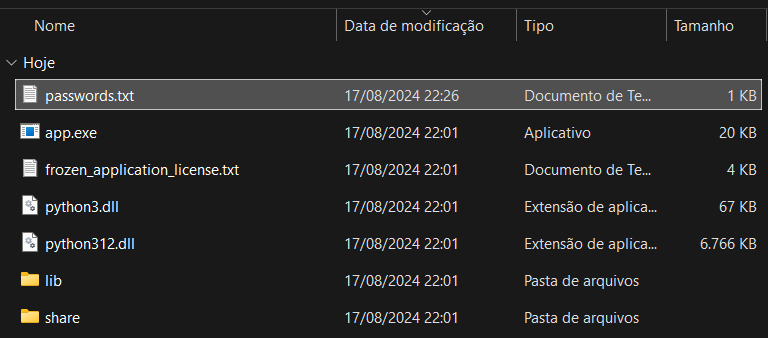 Nome Data de modificação Tipo Tamanho
Hoje
passwords.txt 17/08/2024 22:26 Documento de Te... 1 KB
app.exe 17/08/2024 22:01 Aplicativo 20 KB
frozen_application_license.txt 17/08/2024 22:01 Documento de Te... 4 KB
python3.dll 17/08/2024 22:01 Extensão de aplica... 67 KB
python312.dll 17/08/2024 22:01 Extensão de aplica... 6.766 KB
lib 17/08/2024 22:01 Pasta de arquivos
share 17/08/2024 22:01 Pasta de arquivos